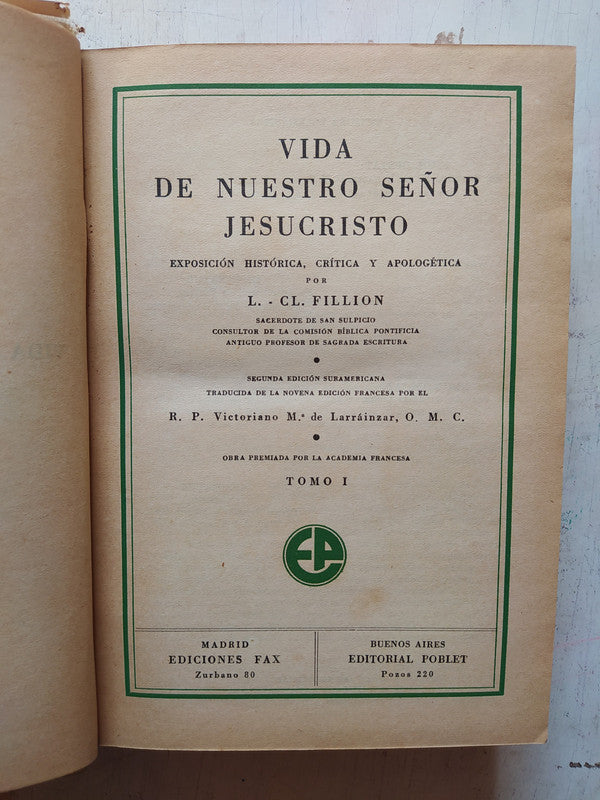 VIDA
DE NUESTRO SEÑOR
JESUCRISTO
EXPOSICIÓN HISTÓRICA, CRÍTICA Y APOLOGÉTICA
POR
L. - CL. FILLION
SACERDOTE DE SAN SULPICIO
CONSULTOR DE LA COMISIÓN BÍBLICA PONTIFICIA
ANTIGUO PROFESOR DE SAGRADA ESCRITURA
SEGUNDA EDICIÓN SURAMERICANA
TRADUCIDA DE LA NOVENA EDICIÓN FRANCESA POR EL
R. P. Victoriano M.ª de Larráinzar, O. M. C.
OBRA PREMIADA POR LA ACADEMIA FRANCESA
TOMO I
EP
MADRID
EDICIONES FAX
Zurbano 80
BUENOS AIRES
EDITORIAL POBLET
Pozos 220